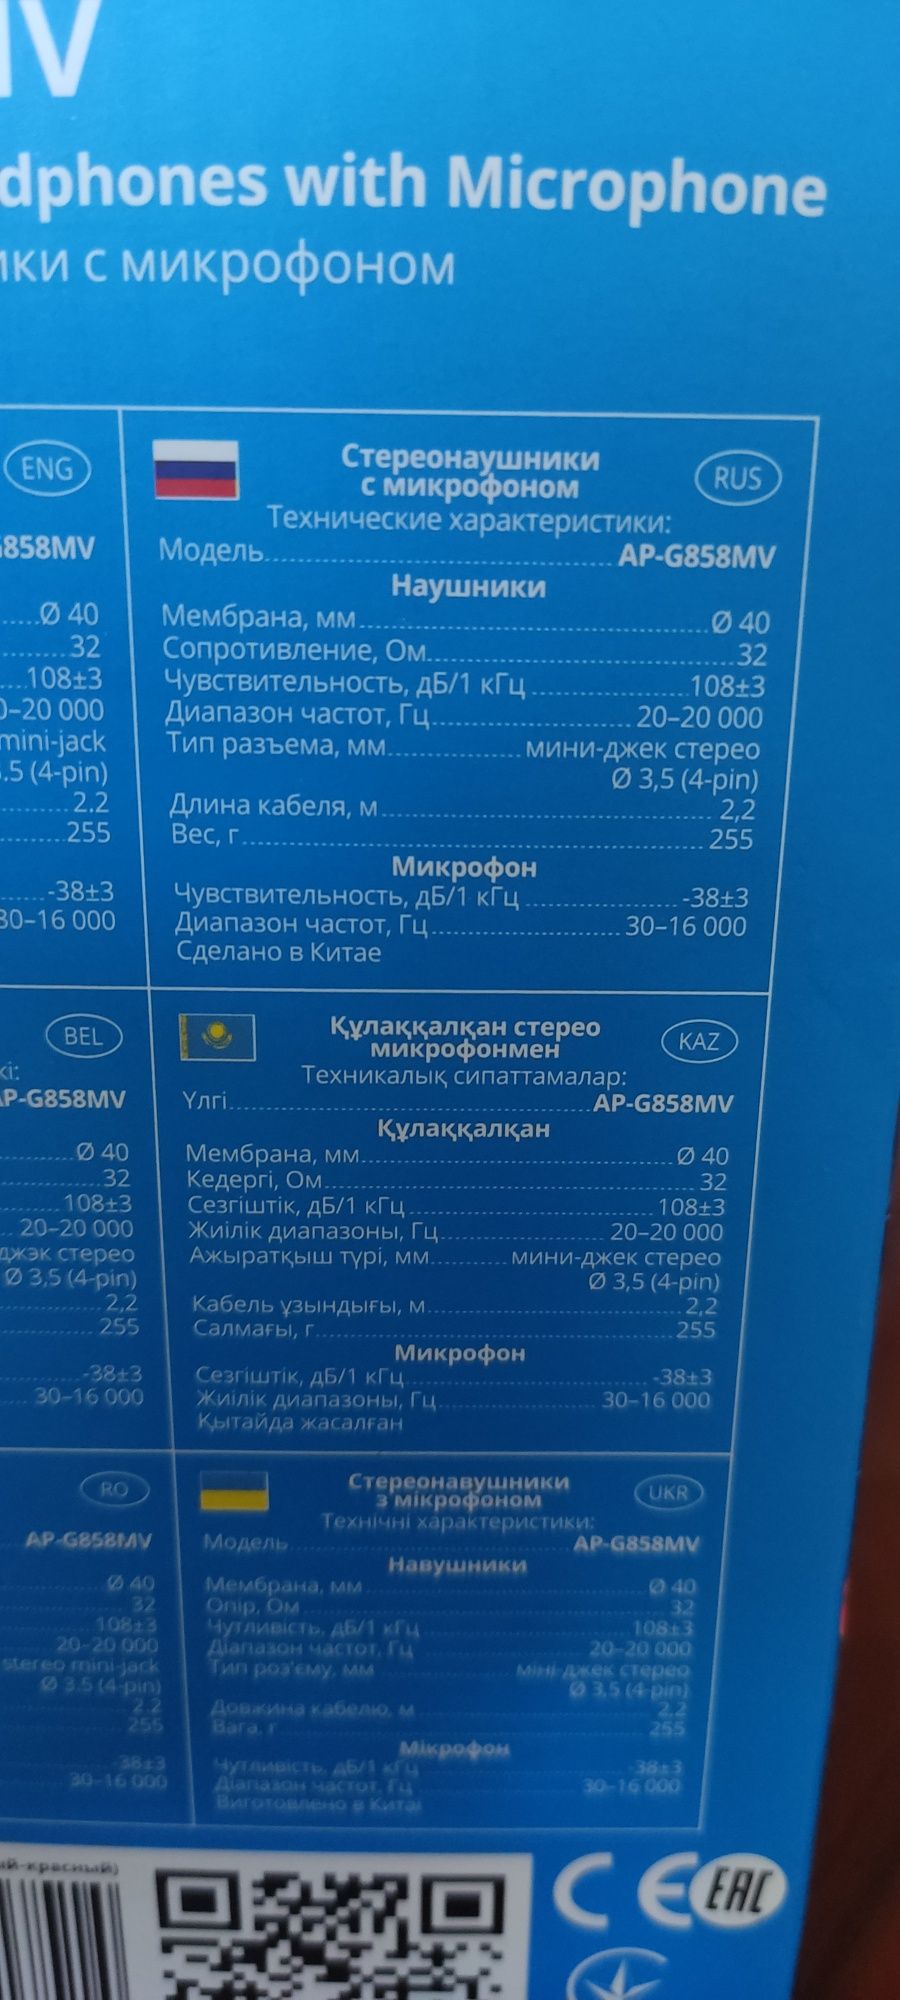 MV
dphones with Microphone
ики с микрофоном
ENG
G858MV
Ø 40
32
108±3
0–20 000
mini-jack
.5 (4-pin)
2.2
255
-38±3
30–16 000
Стереонаушники
с микрофоном
RUS
Технические характеристики:
Модель AP-G858MV
Наушники
Мембрана, мм Ø 40
Сопротивление, Ом 32
Чувствительность, дБ/1 кГц 108±3
Диапазон частот, Гц 20–20 000
Тип разъема, мм мини-джек стерео
Ø 3,5 (4-pin)
Длина кабеля, м 2,2
Вес, г 255
Микрофон
Чувствительность, дБ/1 кГц -38±3
Диапазон частот, Гц 30–16 000
Сделано в Китае
BEL
кі:
AP-G858MV
Ø 40
32
108±3
20–20 000
джэк стерео
Ø 3,5 (4-pin)
2,2
255
-38±3
30–16 000
Құлаққалқан стерео
микрофонмен
KAZ
Техникалық сипаттамалар:
Үлгі AP-G858MV
Құлаққалқан
Мембрана, мм Ø 40
Кедергі, Ом 32
Сезгіштік, дБ/1 кГц 108±3
Жиілік диапазоны, Гц 20–20 000
Ажыратқыш түрі, мм мини-джек стерео
Ø 3,5 (4-pin)
Кабель ұзындығы, м 2,2
Салмағы, г 255
Микрофон
Сезгіштік, дБ/1 кГц -38±3
Жиілік диапазоны, Гц 30–16 000
Қытайда жасалған
RO
AP-G858MV
Ø 40
32
108±3
20–20 000
stereo mini-jack
Ø 3.5 (4-pin)
2.2
255
-38±3
30–16 000
Стереонавушники
з мікрофоном
UKR
Технічні характеристики:
Модель AP-G858MV
Навушники
Мембрана, мм Ø 40
Опір, Ом 32
Чутливість, дБ/1 кГц 108±3
Діапазон частот, Гц 20–20 000
Тип роз'єму, мм міні-джек стерео
Ø 3,5 (4-pin)
Довжина кабелю, м 2,2
Вага, г 255
Мікрофон
Чутливість, дБ/1 кГц -38±3
Діапазон частот, Гц 30–16 000
Виготовлено в Китаї
ый-красный)
CE EAC